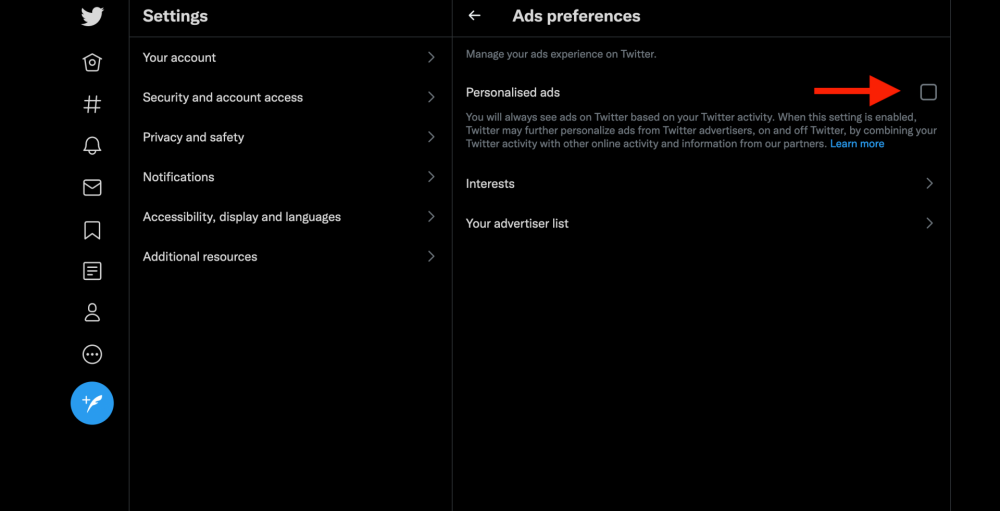 Settings
Your account
Security and account access
Privacy and safety
Notifications
Accessibility, display and languages
Additional resources
Ads preferences
Manage your ads experience on Twitter.
Personalised ads
You will always see ads on Twitter based on your Twitter activity. When this setting is enabled,
Twitter may further personalize ads from Twitter advertisers, on and off Twitter, by combining your
Twitter activity with other online activity and information from our partners. Learn more
Interests
Your advertiser list